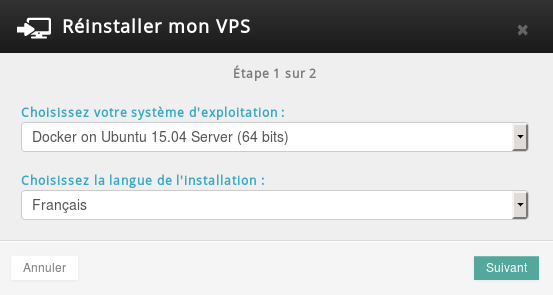 Réinstaller mon VPS
Étape 1 sur 2
Choisissez votre système d'exploitation :
Docker on Ubuntu 15.04 Server (64 bits)
Choisissez la langue de l'installation :
Français
Annuler
Suivant